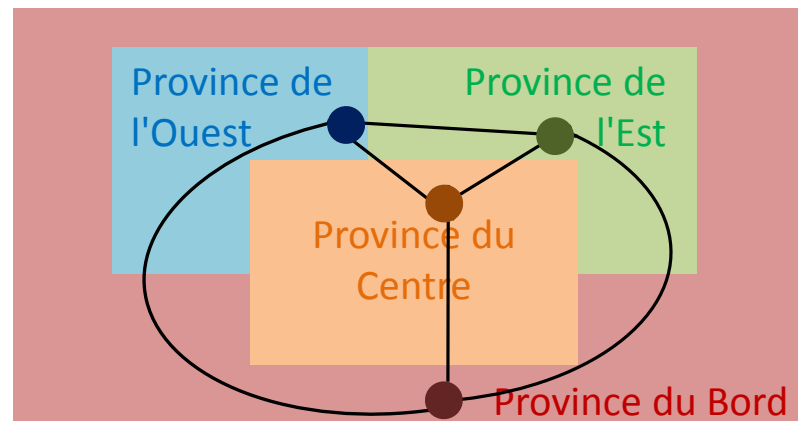 Province de
l'Ouest
Province de
l'Est
Province du
Centre
Province du Bord